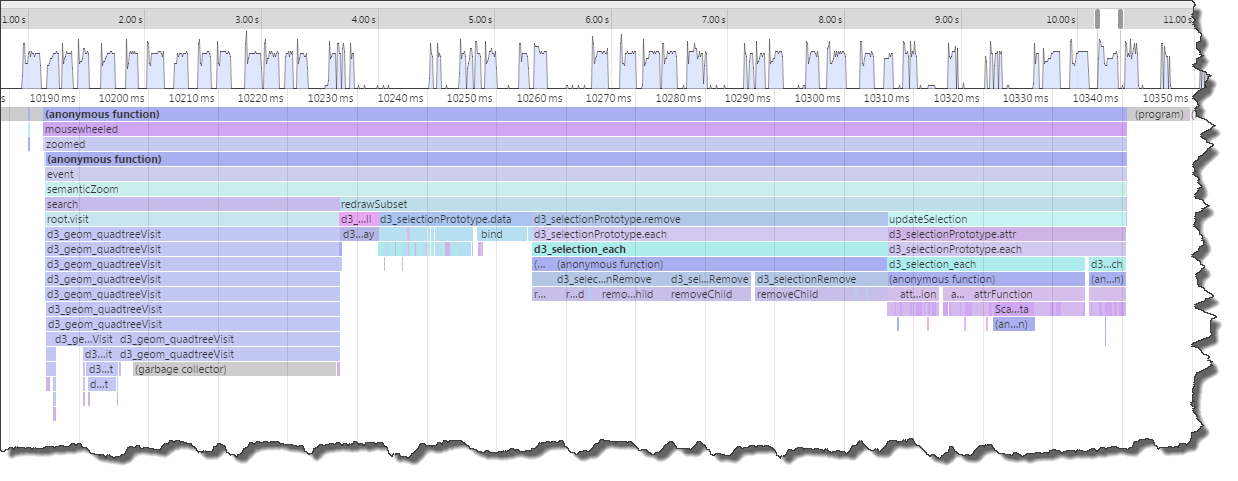 1.00 s 2.00 s 3.00 s 4.00 s 5.00 s 6.00 s 7.00 s 8.00 s 9.00 s 10.00 s 11.00 s
s 10190 ms 10200 ms 10210 ms 10220 ms 10230 ms 10240 ms 10250 ms 10260 ms 10270 ms 10280 ms 10290 ms 10300 ms 10310 ms 10320 ms 10330 ms 10340 ms 10350 ms
(anonymous function) (program)
mousewheeled
zoomed
(anonymous function)
event
semanticZoom
search redrawSubset
root.visit d3_...ll d3_selectionPrototype.data d3_selectionPrototype.remove updateSelection
d3_geom_quadtreeVisit d3...ay bind d3_selectionPrototype.each d3_selectionPrototype.attr
d3_geom_quadtreeVisit d3_selection_each d3_selectionPrototype.each
d3_geom_quadtreeVisit (... (anonymous function) d3_selection_each d3...ch
d3_geom_quadtreeVisit d3_selec...nRemove d3_sel...Remove d3_selectionRemove (anonymous function) (an...n)
d3_geom_quadtreeVisit r... r...d remo...hild removeChild removeChild att...ion a... attrFunction
d3_geom_quadtreeVisit Sca...ta
d3_geom_quadtreeVisit (an...n)
d3_ge...Visit d3_geom_quadtreeVisit
d3...it d3_geom_quadtreeVisit
d3...t (garbage collector)
d...t